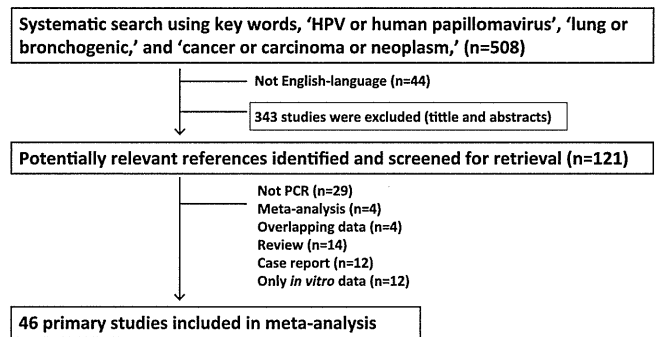 Systematic search using key words, ‘HPV or human papillomavirus’, ‘lung or
bronchogenic,’ and ‘cancer or carcinoma or neoplasm,’ (n=508)
Not English-language (n=44)
343 studies were excluded (tittle and abstracts)
Potentially relevant references identified and screened for retrieval (n=121)
Not PCR (n=29)
Meta-analysis (n=4)
Overlapping data (n=4)
Review (n=14)
Case report (n=12)
Only in vitro data (n=12)
46 primary studies included in meta-analysis